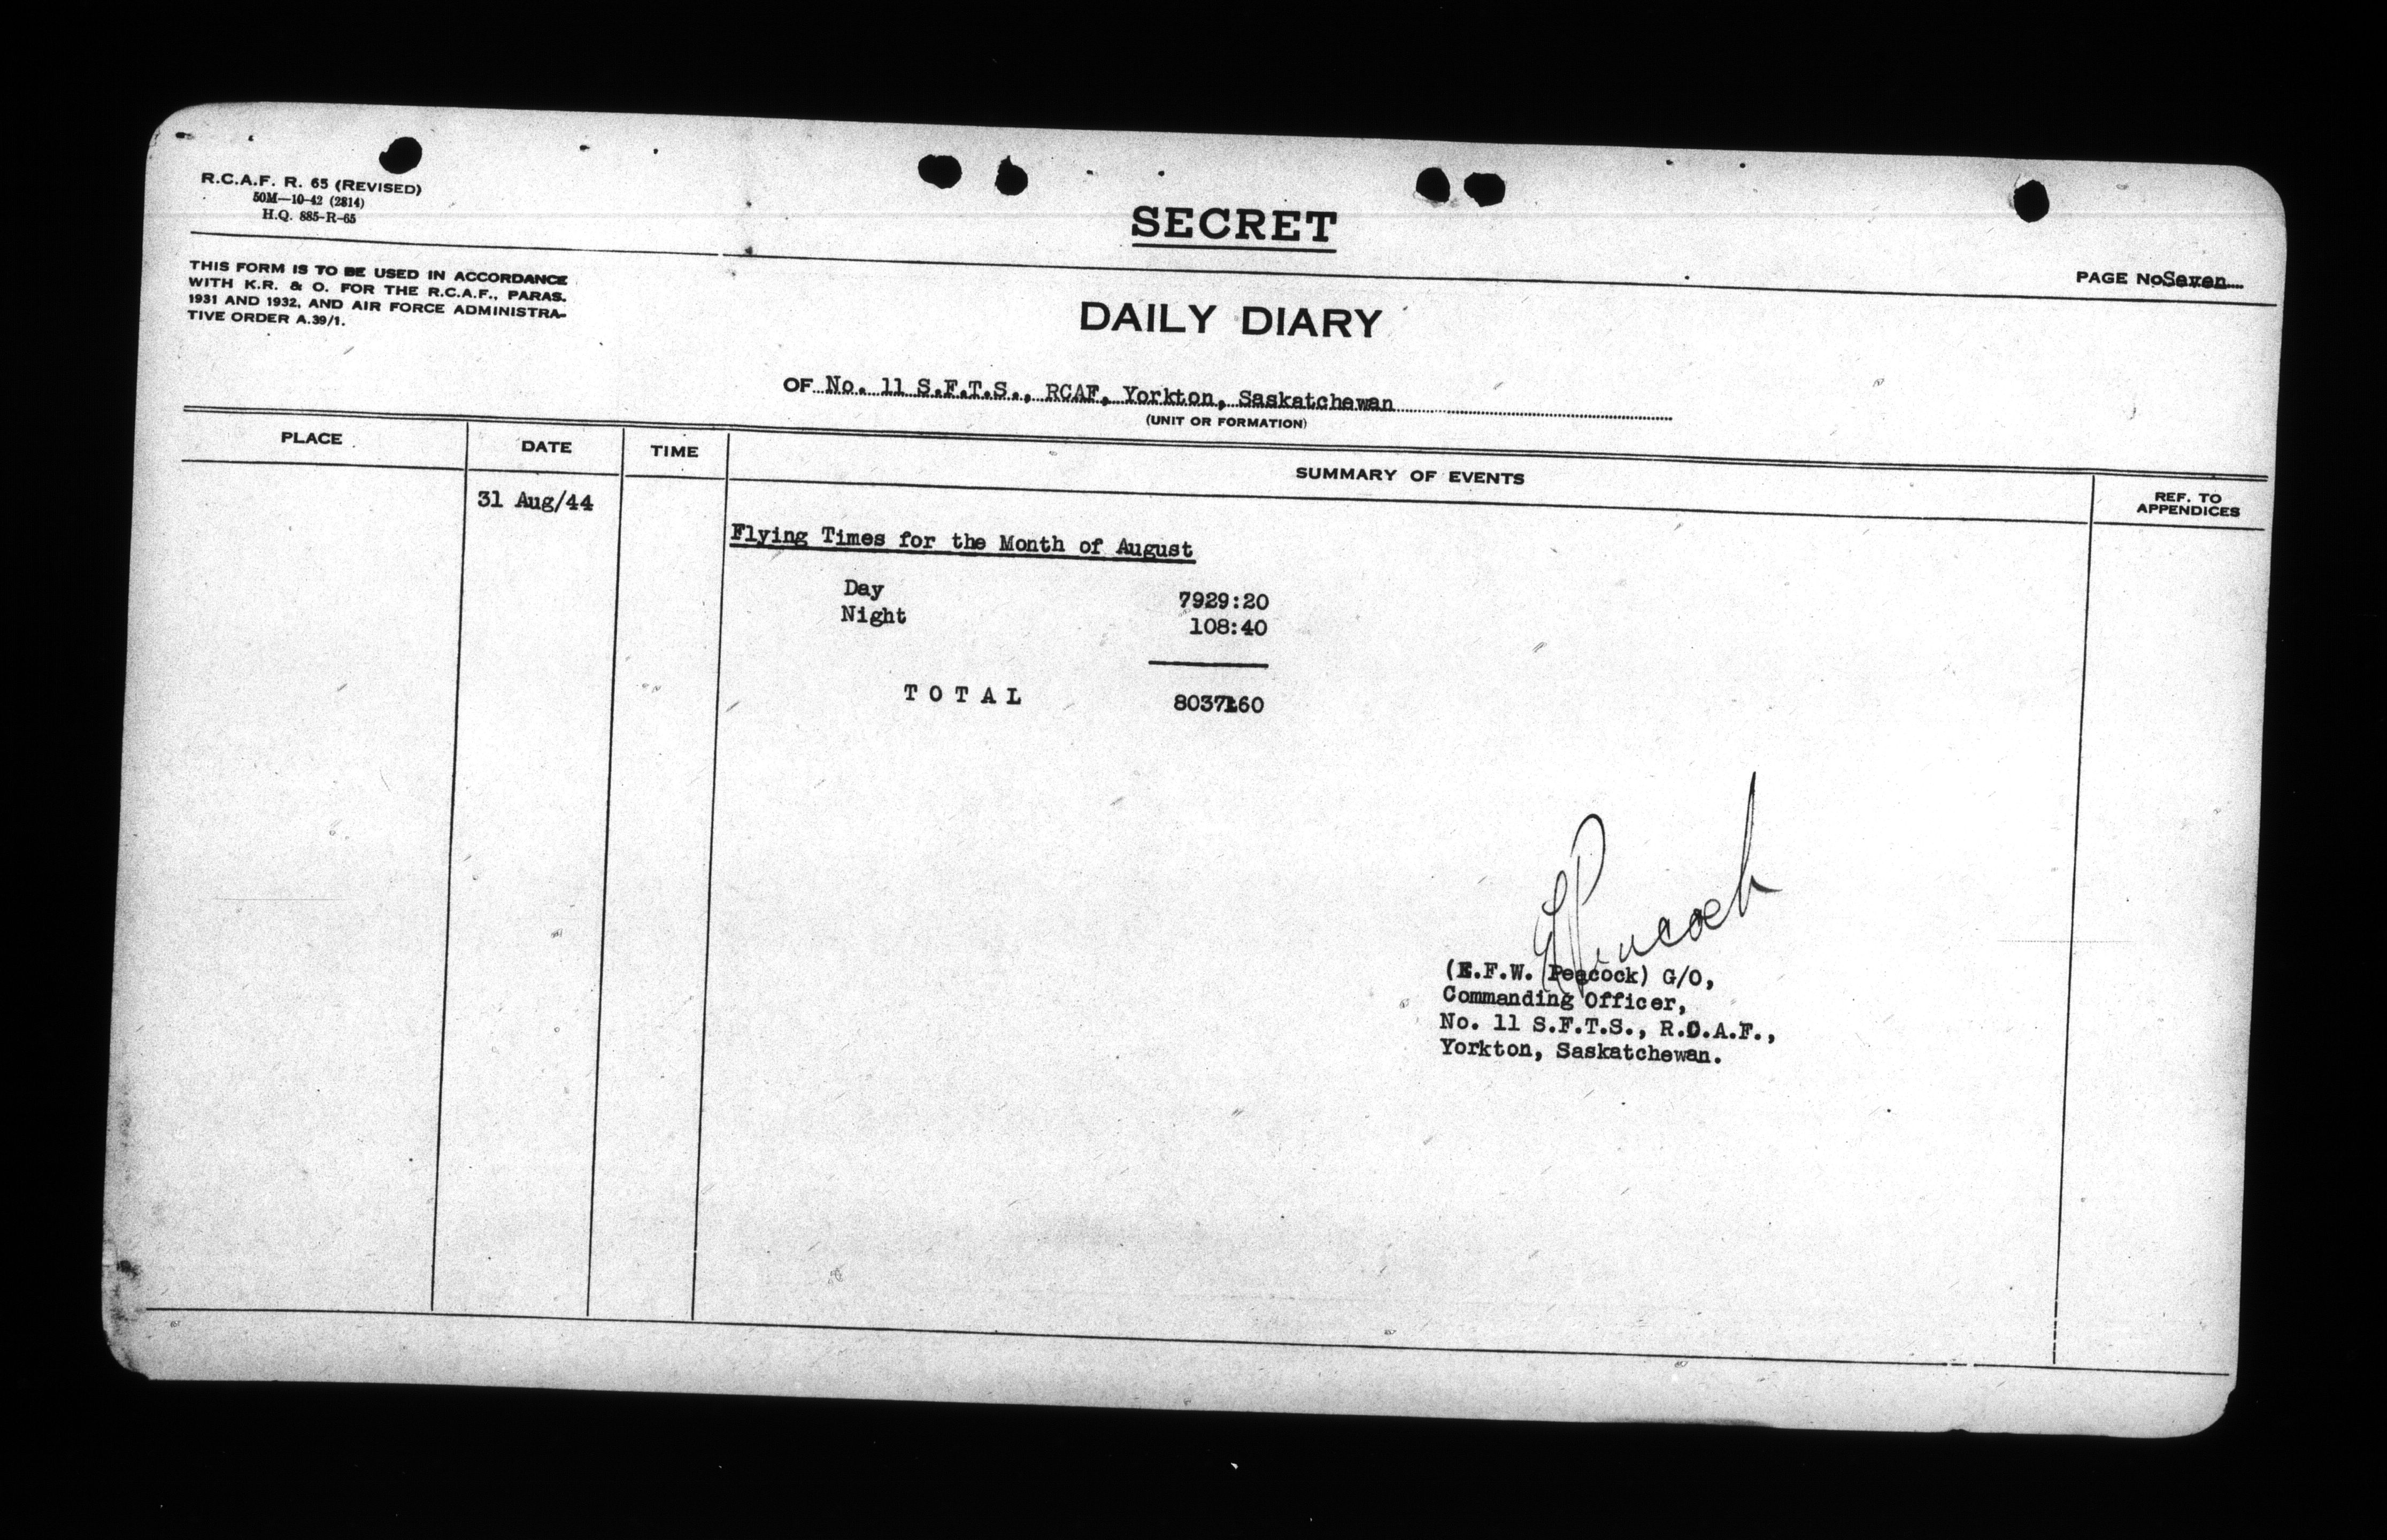 R.C.A.F. R. 65 (REVISED)
50M—10-42 (2814)
H.Q. 885-R-65
SECRET
PAGE No Seven
THIS FORM IS TO BE USED IN ACCORDANCE
WITH K.R. & O. FOR THE R.C.A.F., PARAS.
1931 AND 1932, AND AIR FORCE ADMINISTRA-
TIVE ORDER A.39/1.
DAILY DIARY
OF No. 11 S.F.T.S., RCAF, Yorkton, Saskatchewan
(UNIT OR FORMATION)
PLACE DATE TIME SUMMARY OF EVENTS REF. TO APPENDICES
31 Aug/44
Flying Times for the Month of August
Day 7929:20
Night 108:40
T O T A L 8037:60
E Peacock
(E.F.W. Peacock) G/O,
Commanding Officer,
No. 11 S.F.T.S., R.C.A.F.,
Yorkton, Saskatchewan.